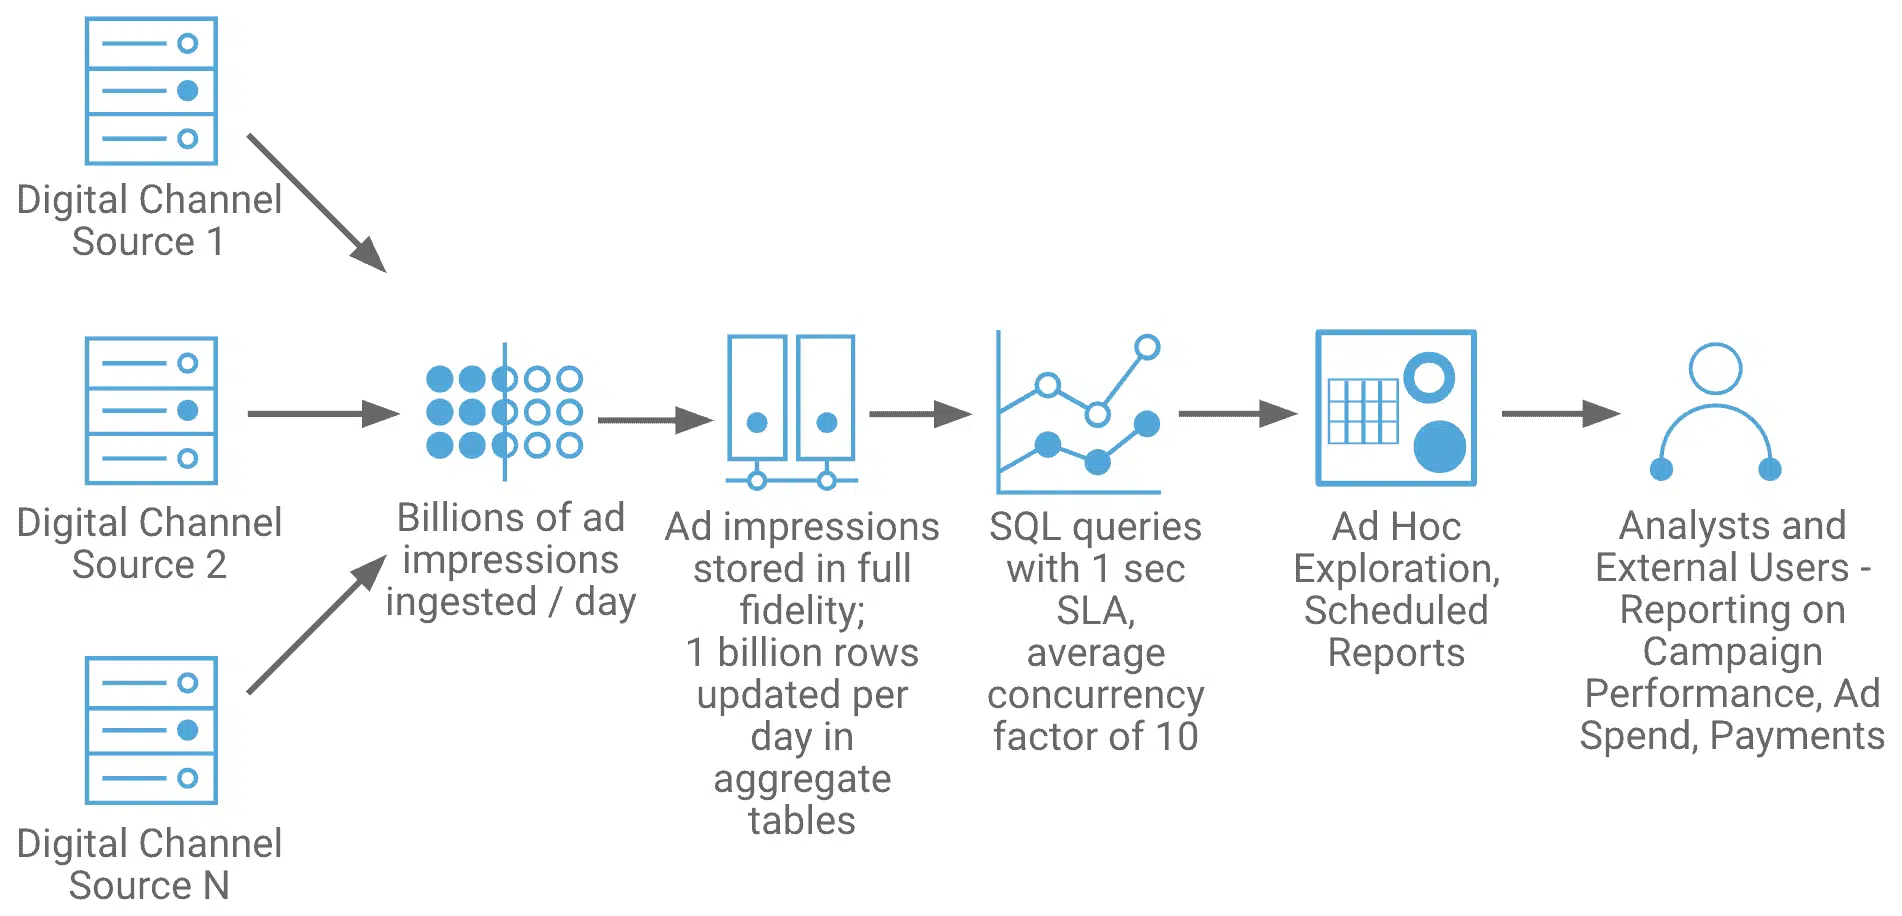 Digital Channel
Source 1
Digital Channel
Source 2
Digital Channel
Source N
Billions of ad
impressions
ingested / day
Ad impressions
stored in full
fidelity;
1 billion rows
updated per
day in
aggregate
tables
SQL queries
with 1 sec
SLA,
average
concurrency
factor of 10
Ad Hoc
Exploration,
Scheduled
Reports
Analysts and
External Users -
Reporting on
Campaign
Performance, Ad
Spend, Payments